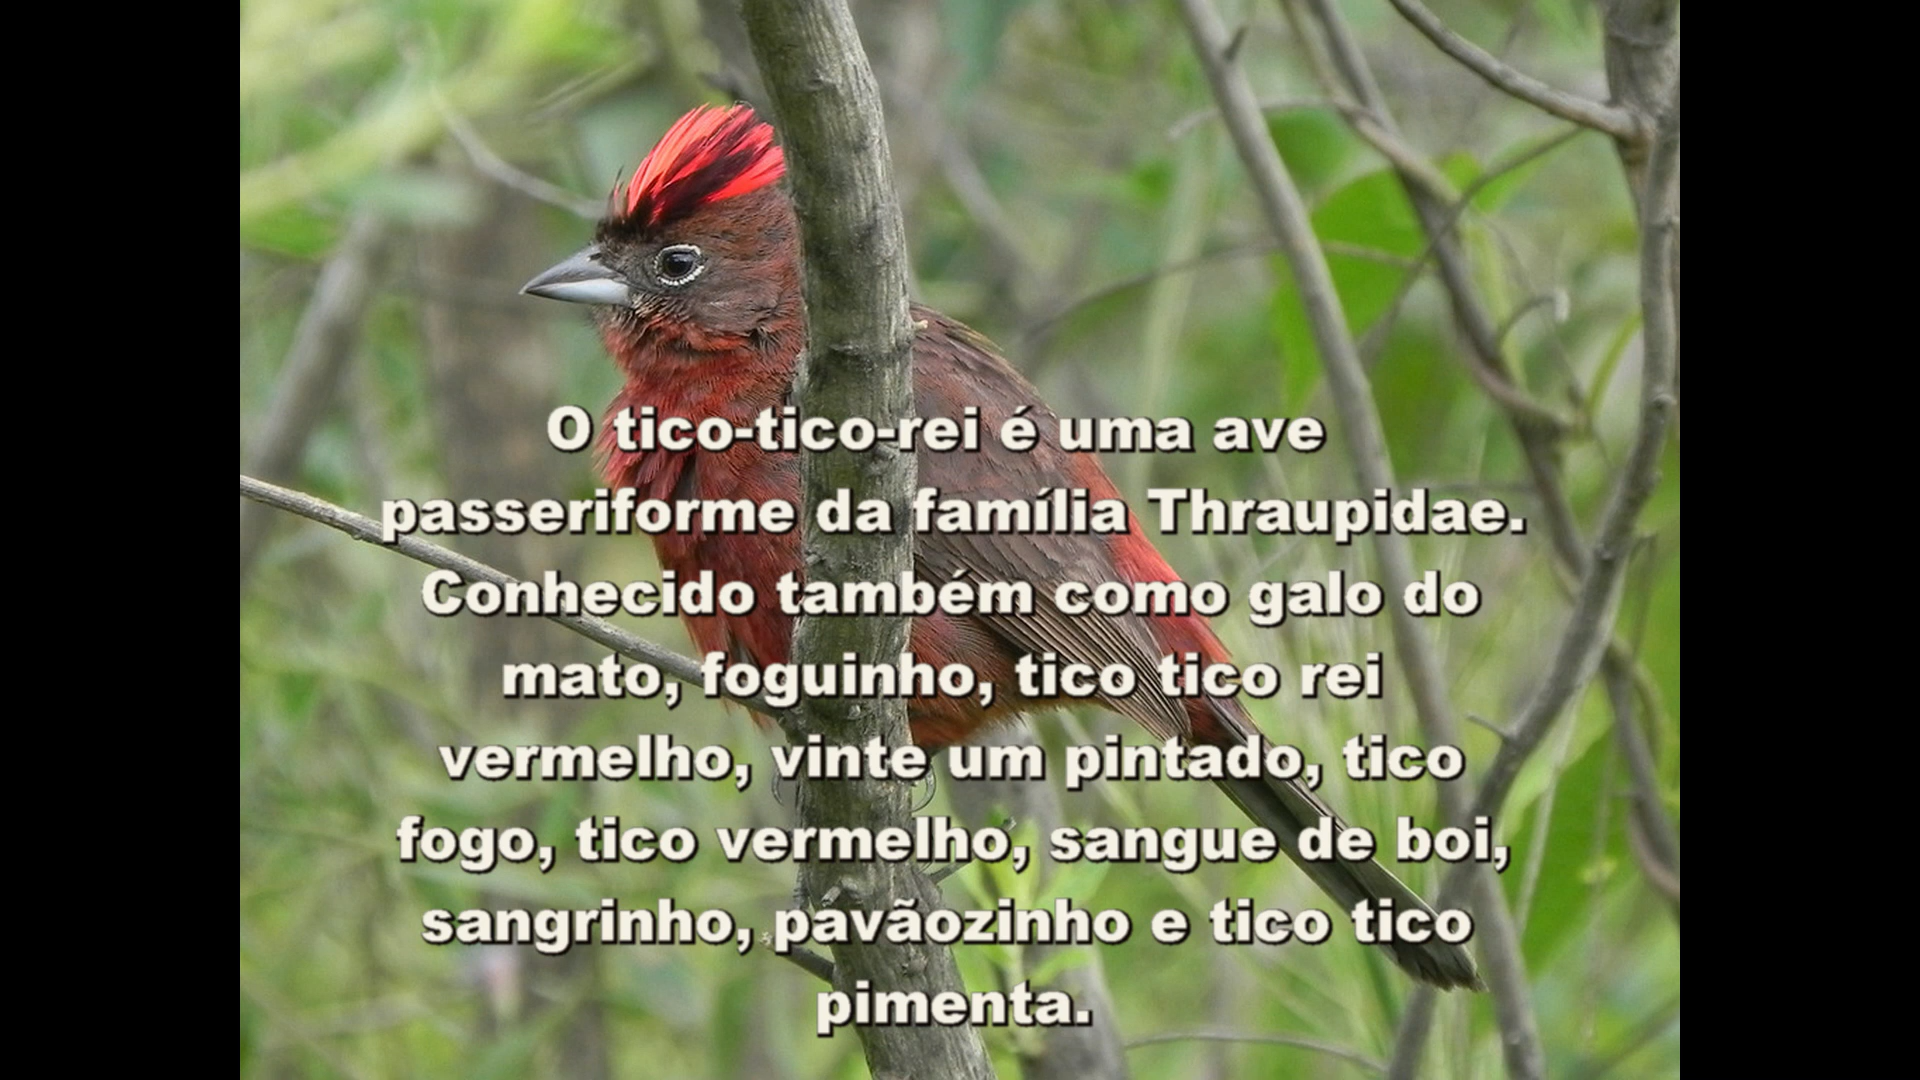 O tico-tico-rei é uma ave
passeriforme da família Thraupidae.
Conhecido também como galo do
mato, foguinho, tico tico rei
vermelho, vinte um pintado, tico
fogo, tico vermelho, sangue de boi,
sangrinho, pavãozinho e tico tico
pimenta.